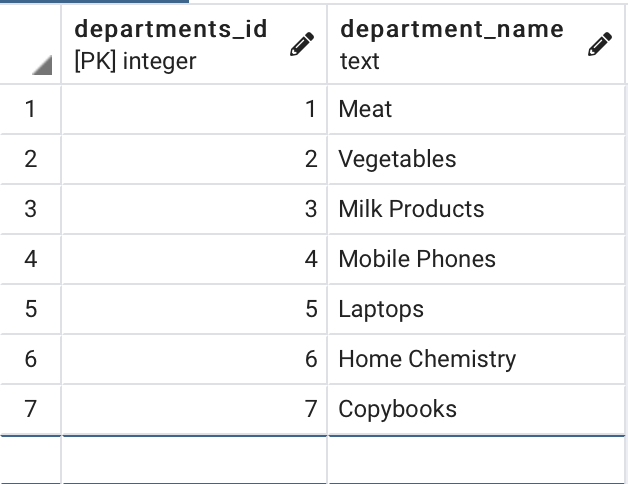 departments_id department_name
[PK] integer text
1 1 Meat
2 2 Vegetables
3 3 Milk Products
4 4 Mobile Phones
5 5 Laptops
6 6 Home Chemistry
7 7 Copybooks